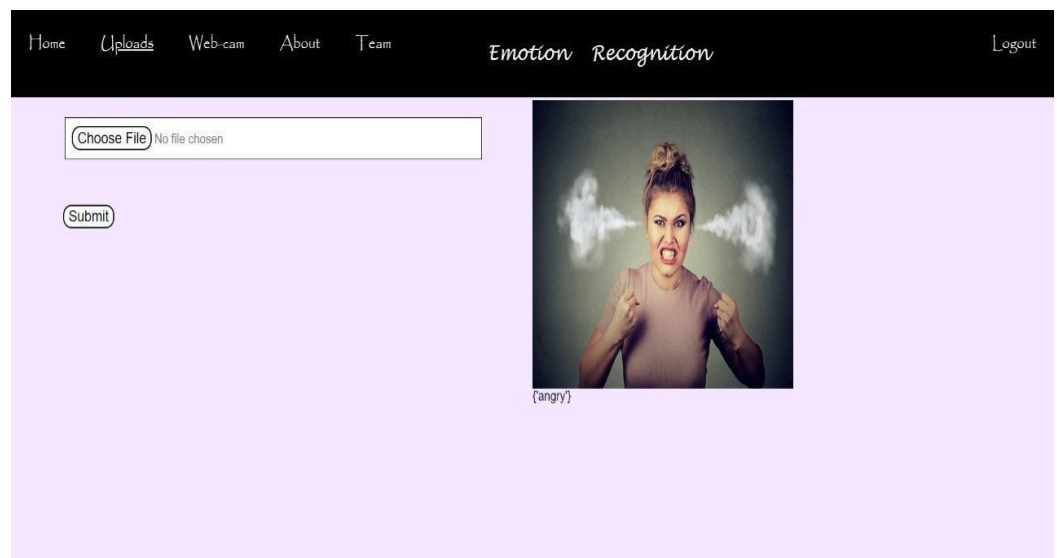 Home Uploads Web-cam About Team Emotion Recognition Logout
Choose File No file chosen
Submit
{'angry'}